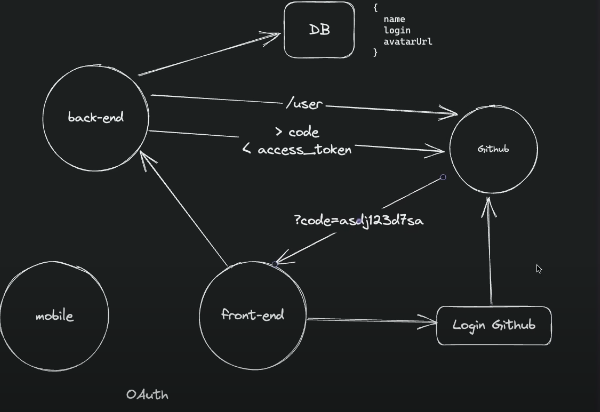 DB
{
name
login
avatarUrl
}
back-end
/user
> code
< access_token
Github
?code=asdj123d7sa
mobile
front-end
Login Github
OAuth